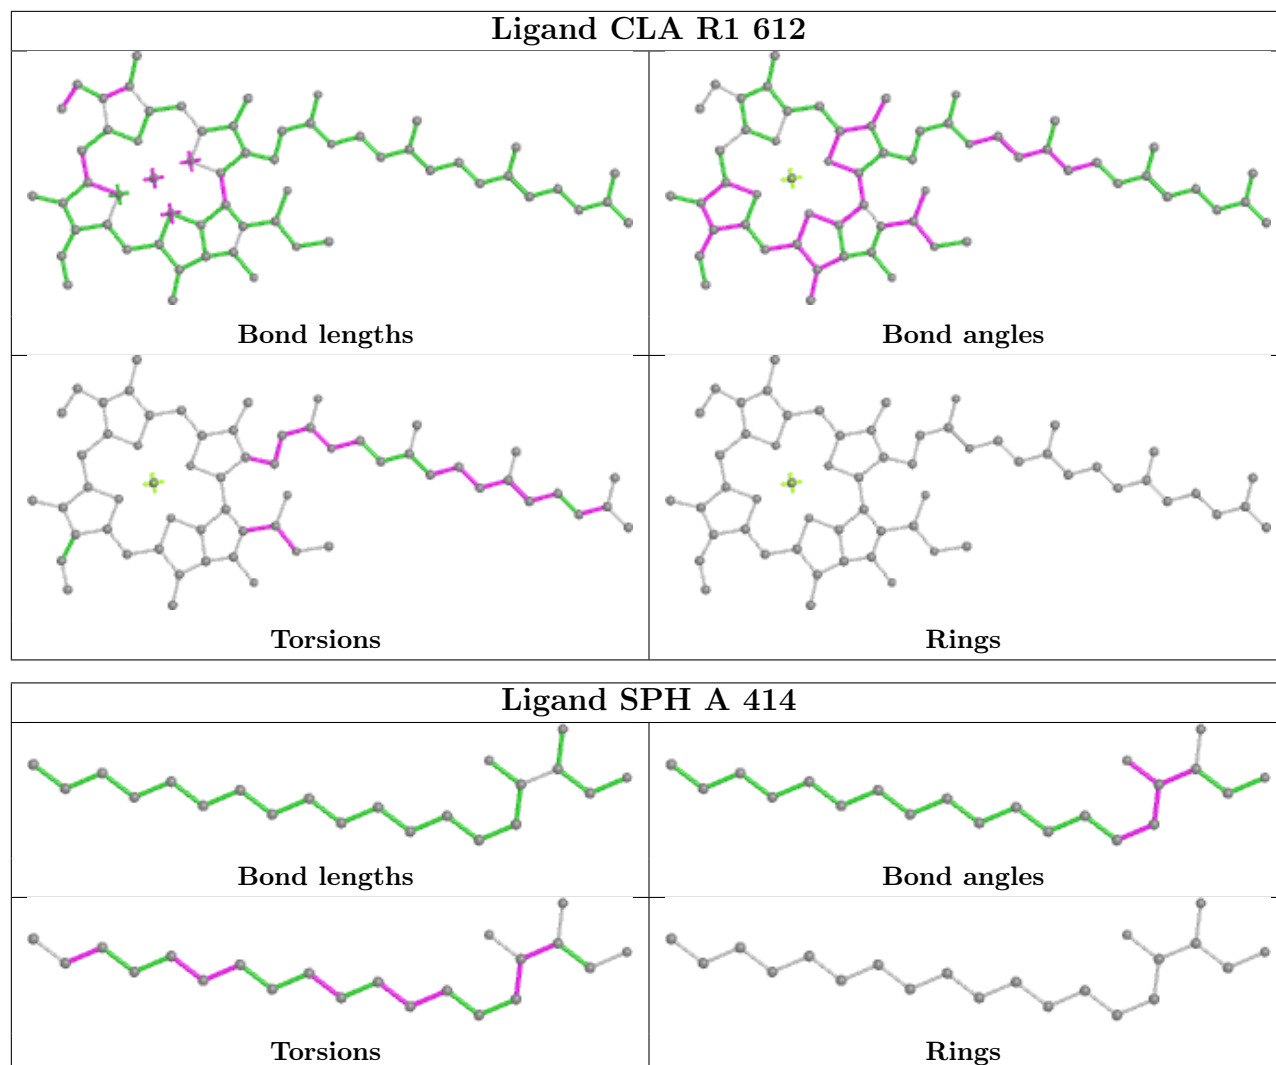 Ligand CLA R1 612
Bond lengths
Bond angles
Torsions
Rings
Ligand SPH A 414
Bond lengths
Bond angles
Torsions
Rings